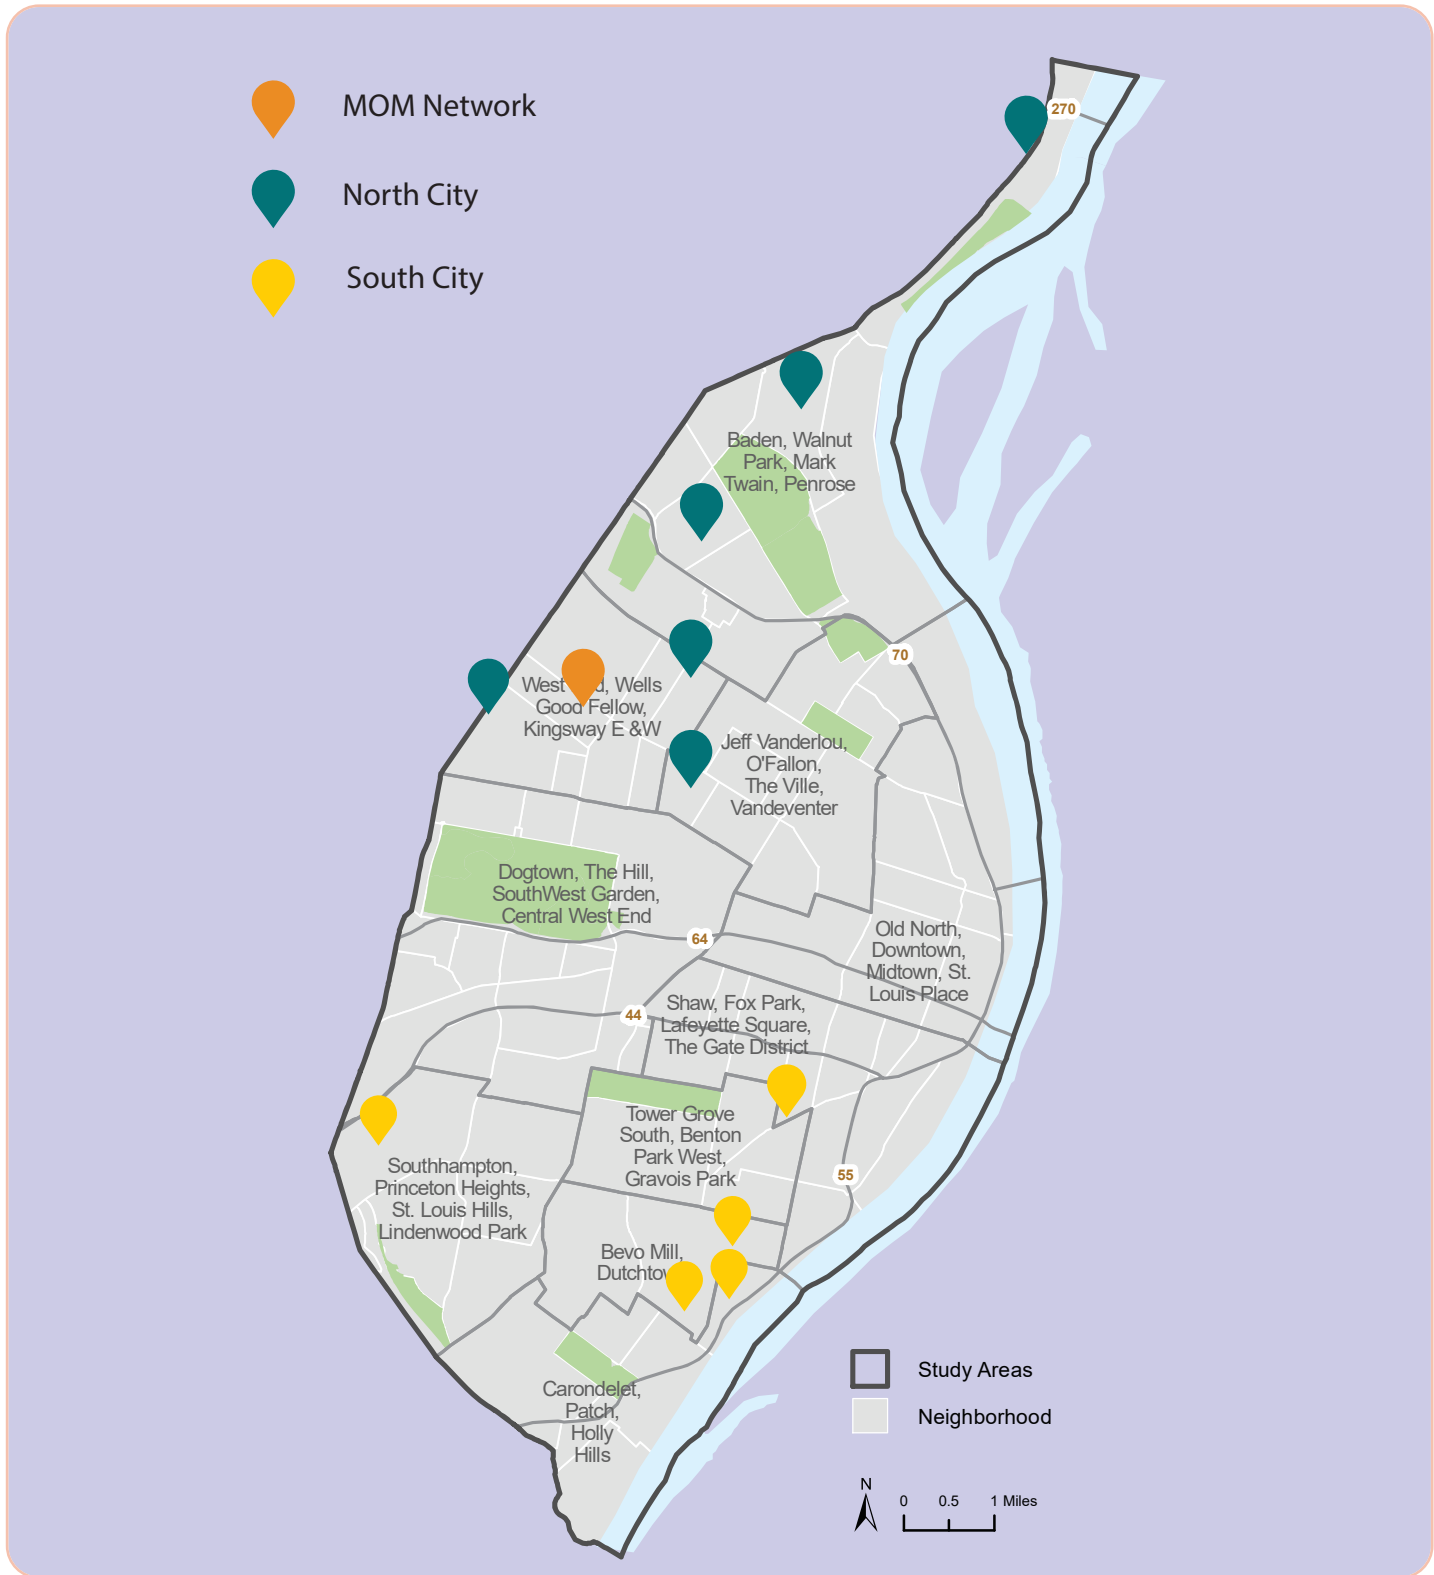 MOM Network
North City
South City
270
Baden, Walnut
Park, Mark
Twain, Penrose
70
West d, Wells
Good Fellow,
Kingsway E &W
Jeff Vanderlou,
O'Fallon,
The Ville,
Vandeventer
Dogtown, The Hill,
SouthWest Garden,
Central West End
64
Old North,
Downtown,
Midtown, St.
Louis Place
44
Shaw, Fox Park,
Lafeyette Square,
The Gate District
Tower Grove
South, Benton
Park West,
Gravois Park
55
Southhampton,
Princeton Heights,
St. Louis Hills,
Lindenwood Park
Bevo Mill,
Dutchto
Carondelet,
Patch,
Holly
Hills
Study Areas
Neighborhood
N
0 0.5 1 Miles